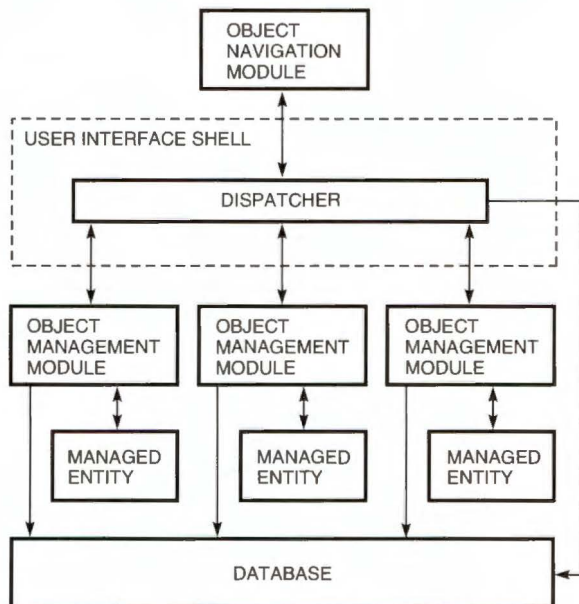 OBJECT
NAVIGATION
MODULE
USER INTERFACE SHELL
DISPATCHER
OBJECT
MANAGEMENT
MODULE
OBJECT
MANAGEMENT
MODULE
OBJECT
MANAGEMENT
MODULE
MANAGED
ENTITY
MANAGED
ENTITY
MANAGED
ENTITY
DATABASE